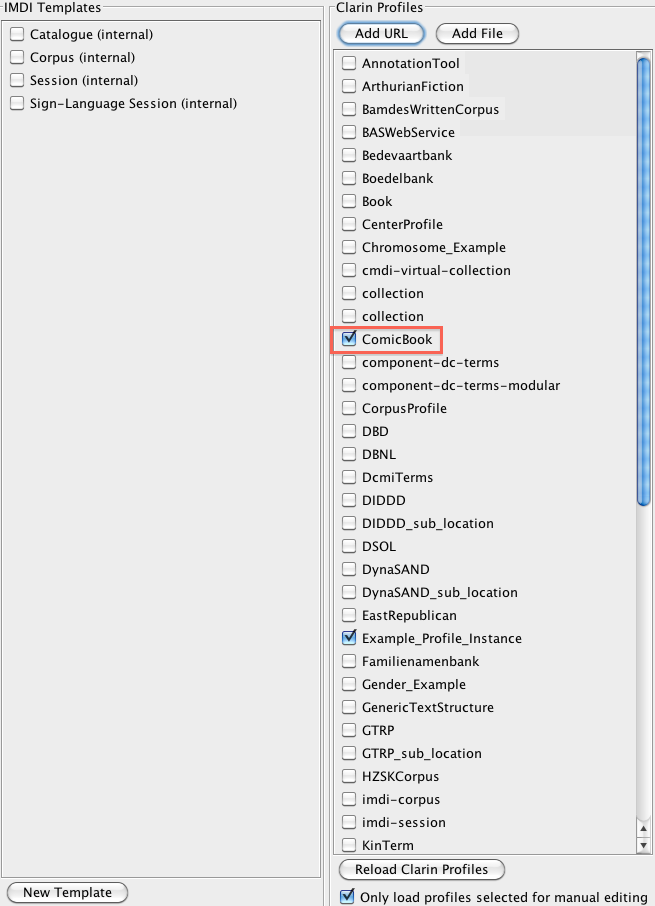 IMDI Templates
Catalogue (internal)
Corpus (internal)
Session (internal)
Sign-Language Session (internal)
New Template
Clarin Profiles
Add URL Add File
AnnotationTool
ArthurianFiction
BamdesWrittenCorpus
BASWebService
Bedevaartbank
Boedelbank
Book
CenterProfile
Chromosome_Example
cmdi-virtual-collection
collection
collection
ComicBook
component-dc-terms
component-dc-terms-modular
CorpusProfile
DBD
DBNL
DcmiTerms
DIDDD
DIDDD_sub_location
DSOL
DynaSAND
DynaSAND_sub_location
EastRepublican
Example_Profile_Instance
Familienamenbank
Gender_Example
GenericTextStructure
GTRP
GTRP_sub_location
HZSKCorpus
imdi-corpus
imdi-session
KinTerm
Reload Clarin Profiles
Only load profiles selected for manual editing